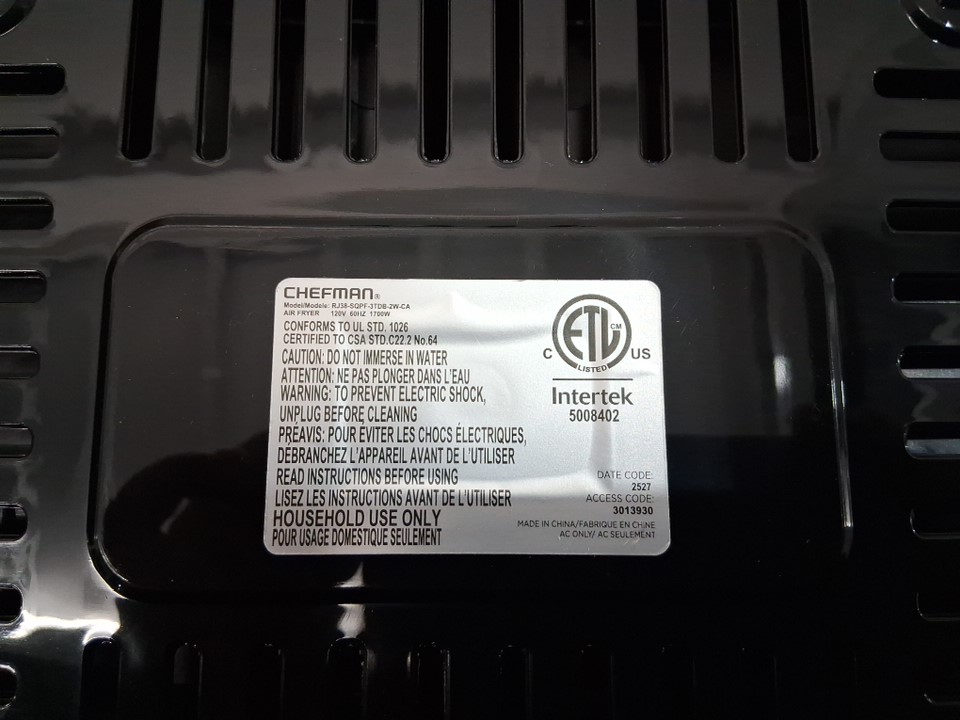 CHEFMAN®
Model/Models: RJ38-SQPF-3TDB-2W-CA
AIR FRYER 120V 60HZ 1700W
CONFORMS TO UL STD. 1026
CERTIFIED TO CSA STD.C22.2 No.64
CAUTION: DO NOT IMMERSE IN WATER
ATTENTION: NE PAS PLONGER DANS L'EAU
WARNING: TO PREVENT ELECTRIC SHOCK,
UNPLUG BEFORE CLEANING
PRÉAVIS: POUR ÉVITER LES CHOCS ÉLECTRIQUES,
DÉBRANCHEZ L'APPAREIL AVANT DE L'UTILISER
READ INSTRUCTIONS BEFORE USING
LISEZ LES INSTRUCTIONS AVANT DE L'UTILISER
HOUSEHOLD USE ONLY
POUR USAGE DOMESTIQUE SEULEMENT
ETL CM
C US
LISTED
Intertek
5008402
DATE CODE:
2527
ACCESS CODE:
3013930
MADE IN CHINA/FABRIQUE EN CHINE
AC ONLY/ AC SEULEMENT